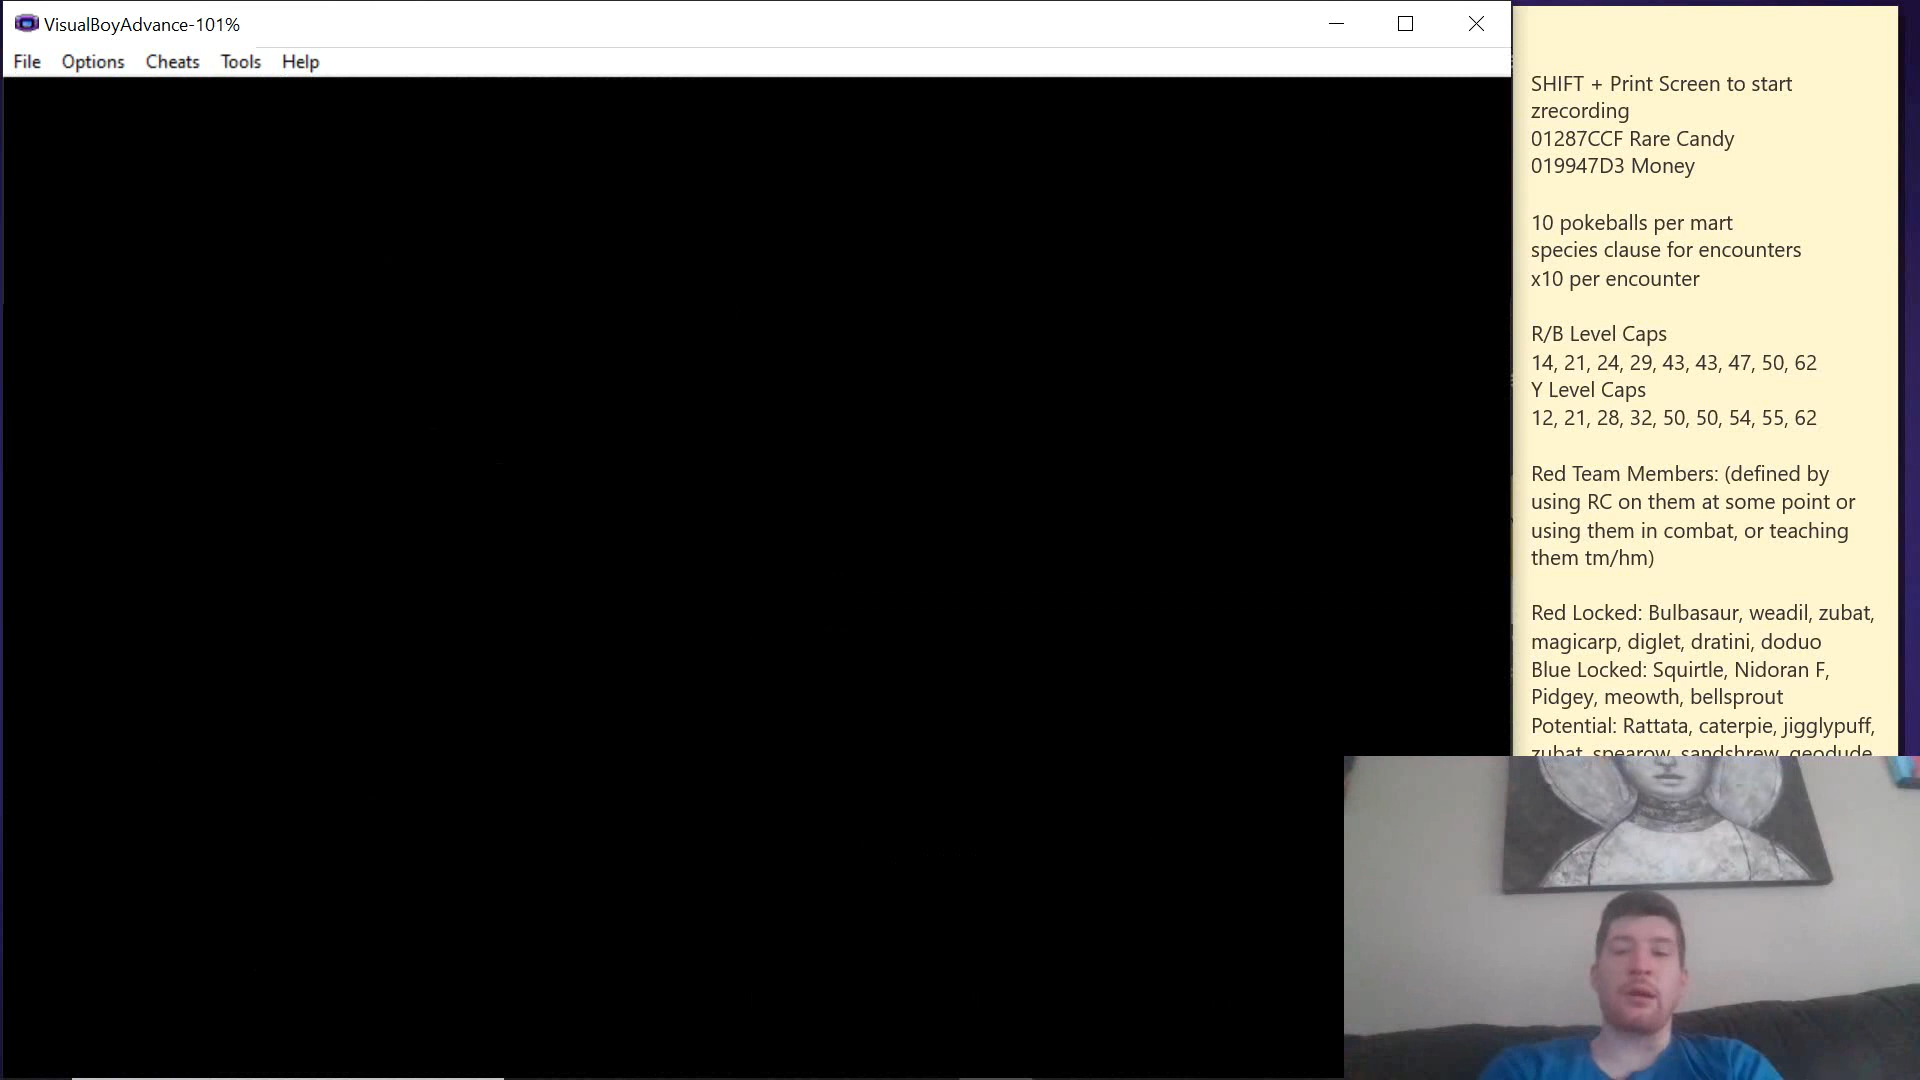 VisualBoyAdvance-101%
File Options Cheats Tools Help
SHIFT + Print Screen to start
zrecording
01287CCF Rare Candy
019947D3 Money
10 pokeballs per mart
species clause for encounters
x10 per encounter
R/B Level Caps
14, 21, 24, 29, 43, 43, 47, 50, 62
Y Level Caps
12, 21, 28, 32, 50, 50, 54, 55, 62
Red Team Members: (defined by
using RC on them at some point or
using them in combat, or teaching
them tm/hm)
Red Locked: Bulbasaur, weadil, zubat,
magicarp, diglet, dratini, doduo
Blue Locked: Squirtle, Nidoran F,
Pidgey, meowth, bellsprout
Potential: Rattata, caterpie, jigglypuff,
zubat, spearow, sandshrew, geodude